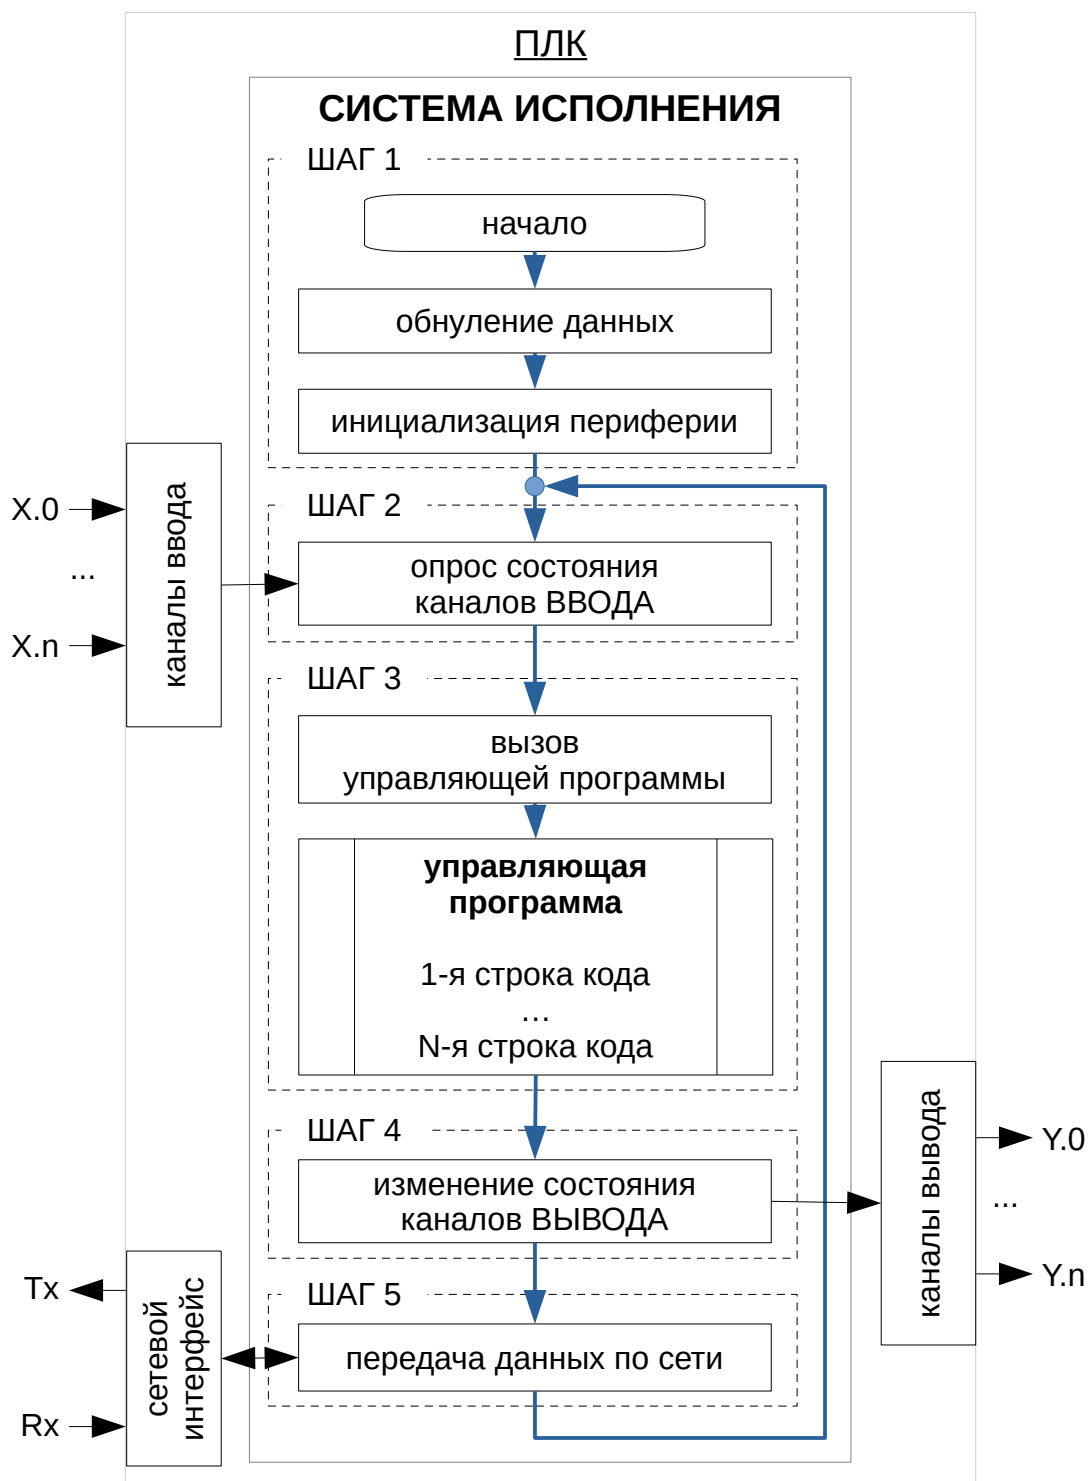 ПЛК
СИСТЕМА ИСПОЛНЕНИЯ
ШАГ 1
начало
обнуление данных
инициализация периферии
X.0
...
X.n
каналы ввода
ШАГ 2
опрос состояния
каналов ВВОДА
ШАГ 3
вызов
управляющей программы
управляющая
программа
1-я строка кода
...
N-я строка кода
ШАГ 4
изменение состояния
каналов ВЫВОДА
каналы вывода
Y.0
...
Y.n
ШАГ 5
передача данных по сети
Tx
Rx
сетевой
интерфейс